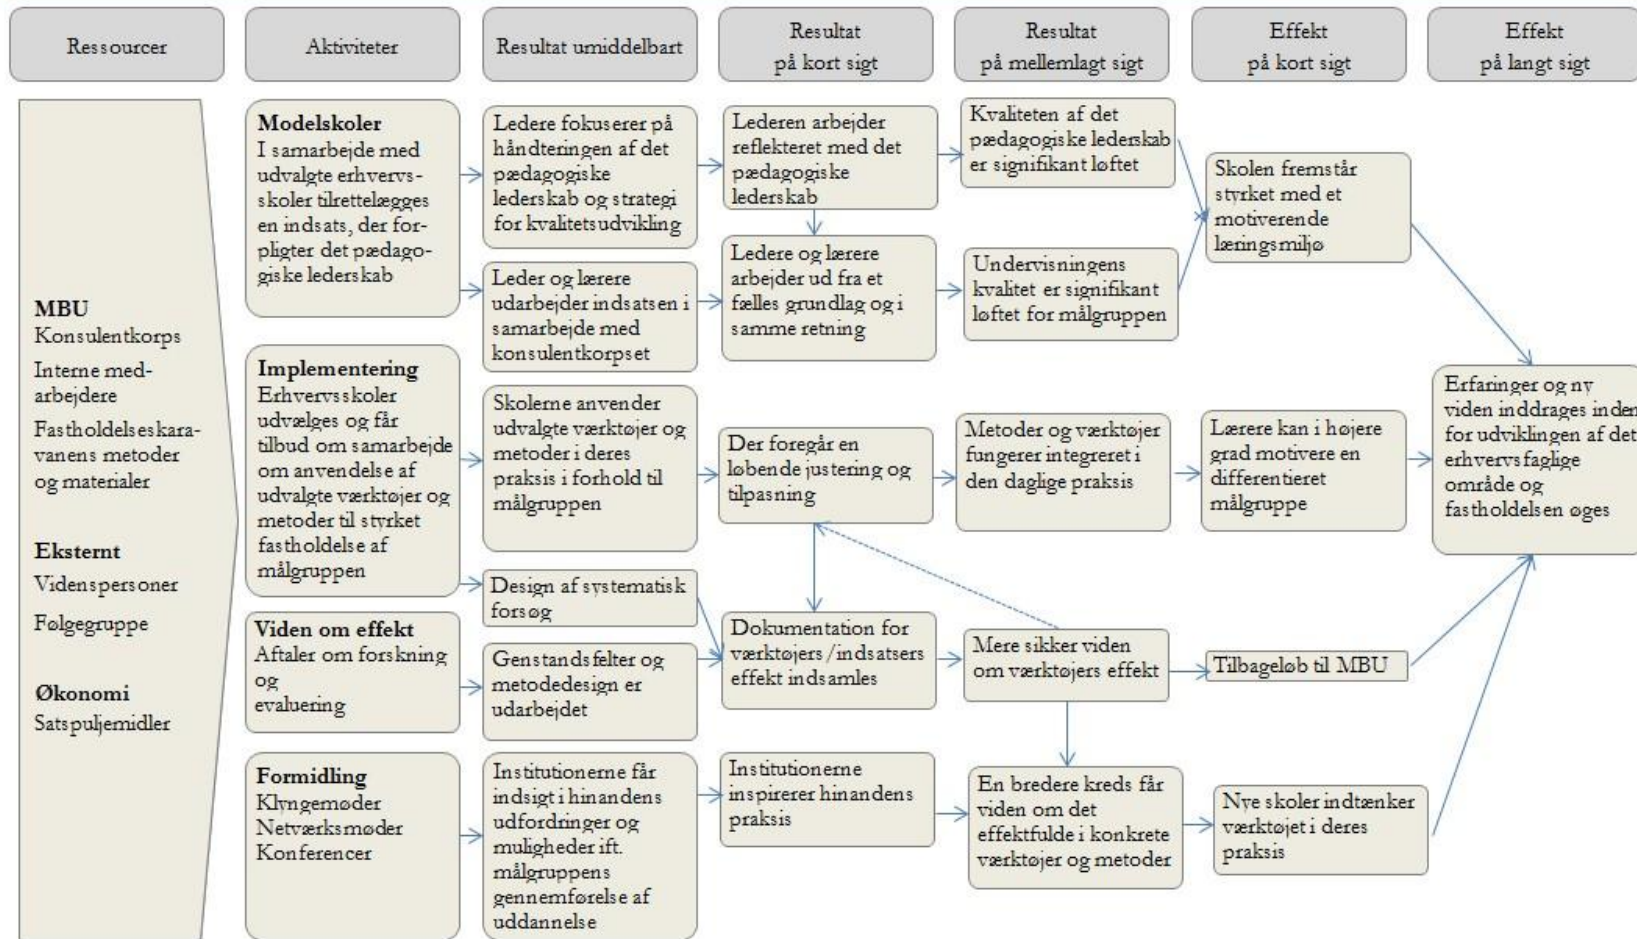 Ressourcer
Aktiviteter
Resultat umiddelbart
Resultat
på kort sigt
Resultat
på mellemlagt sigt
Effekt
på kort sigt
Effekt
på langt sigt
MBU
Konsulentkorps
Interne med-
arbejdere
Fastholdelseskara-
vanens metoder
og materialer
Eksternt
Videnspersoner
Følgegruppe
Økonomi
Satspuljemidler
Modelskoler
I samarbejde med
udvalgte erhvervs-
skoler tilrettelægges
en indsats, der for-
pligter det pædago-
giske lederskab
Implementering
Erhvervsskoler
udvælges og får
tilbud om samarbejde
om anvendelse af
udvalgte værktøjer og
metoder til styrket
fastholdelse af
målgruppen
Viden om effekt
Aftaler om forskning
og
evaluering
Formidling
Klyngemøder
Netværksmøder
Konferencer
Ledere fokuserer på
håndteringen af det
pædagogiske
lederskab og strategi
for kvalitetsudvikling
Leder og lærere
udarbejder indsatsen i
samarbejde med
konsulentkorpset
Skolerne anvender
udvalgte værktøjer og
metoder i deres
praksis i forhold til
målgruppen
Design af systematisk
forsøg
Genstandsfelter og
metodedesign er
udarbejdet
Institutionerne får
indsigt i hinandens
udfordringer og
muligheder ift.
målgruppens
gennemførelse af
uddannelse
Lederen arbejder
reflekteret med det
pædagogiske
lederskab
Ledere og lærere
arbejder ud fra et
fælles grundlag og i
samme retning
Der foregår en
løbende justering og
tilpasning
Dokumentation for
værktøjers/indsatsers
effekt indsamles
Institutionerne
inspirerer hinandens
praksis
Kvaliteten af det
pædagogiske lederskab
er signifikant løftet
Undervisningens
kvalitet er signifikant
løftet for målgruppen
Metoder og værktøjer
fungerer integreret i
den daglige praksis
Mere sikker viden
om værktøjers effekt
En bredere kreds får
viden om det
effektfulde i konkrete
værktøjer og metoder
Skolen fremstår
styrket med et
motiverende
læringsmiljø
Lærere kan i højere
grad motivere en
differentieret
målgruppe
Tilbageløb til MBU
Nye skoler indtænker
værktøjet i deres
praksis
Erfaringer og ny
viden inddrages inden
for udviklingen af det
erhvervsfaglige
område og
fastholdelsen øges